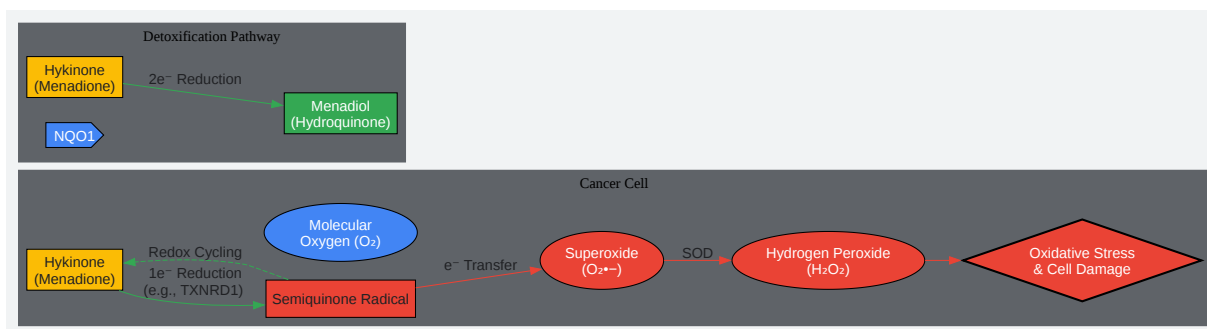 Detoxification Pathway
Hykinone
(Menadione)
2e⁻ Reduction
Menadiol
(Hydroquinone)
NQO1
Cancer Cell
Molecular
Oxygen (O₂)
Hykinone
(Menadione)
Redox Cycling
1e⁻ Reduction
(e.g., TXNRD1)
Semiquinone Radical
e⁻ Transfer
Superoxide
(O₂•−)
SOD
Hydrogen Peroxide
(H₂O₂)
Oxidative Stress
& Cell Damage